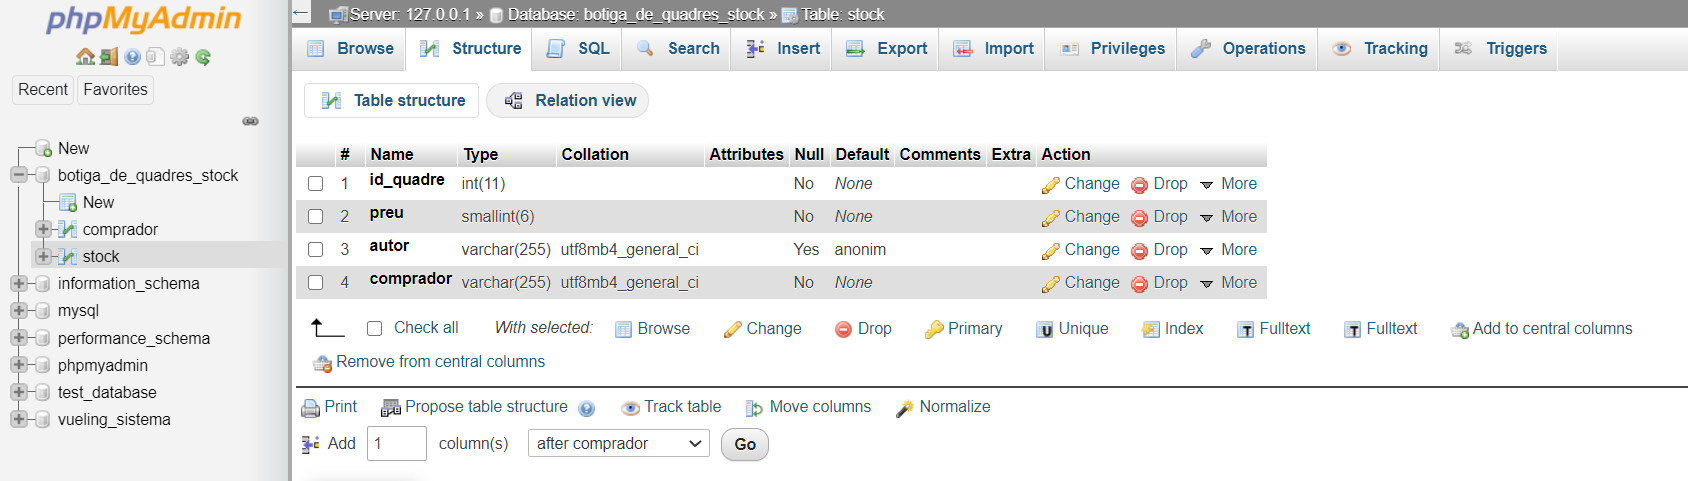 phpMyAdmin
Recent Favorites
New
botiga_de_quadres_stock
New
comprador
stock
information_schema
mysql
performance_schema
phpmyadmin
test_database
vueling_sistema
Server: 127.0.0.1 » Database: botiga_de_quadres_stock » Table: stock
Browse Structure SQL Search Insert Export Import Privileges Operations Tracking Triggers
Table structure Relation view
# Name Type Collation Attributes Null Default Comments Extra Action
1 id_quadre int(11) No None Change Drop More
2 preu smallint(6) No None Change Drop More
3 autor varchar(255) utf8mb4_general_ci Yes anonim Change Drop More
4 comprador varchar(255) utf8mb4_general_ci No None Change Drop More
Check all With selected: Browse Change Drop Primary Unique Index Fulltext Fulltext Add to central columns
Remove from central columns
Print Propose table structure Track table Move columns Normalize
Add 1 column(s) after comprador Go